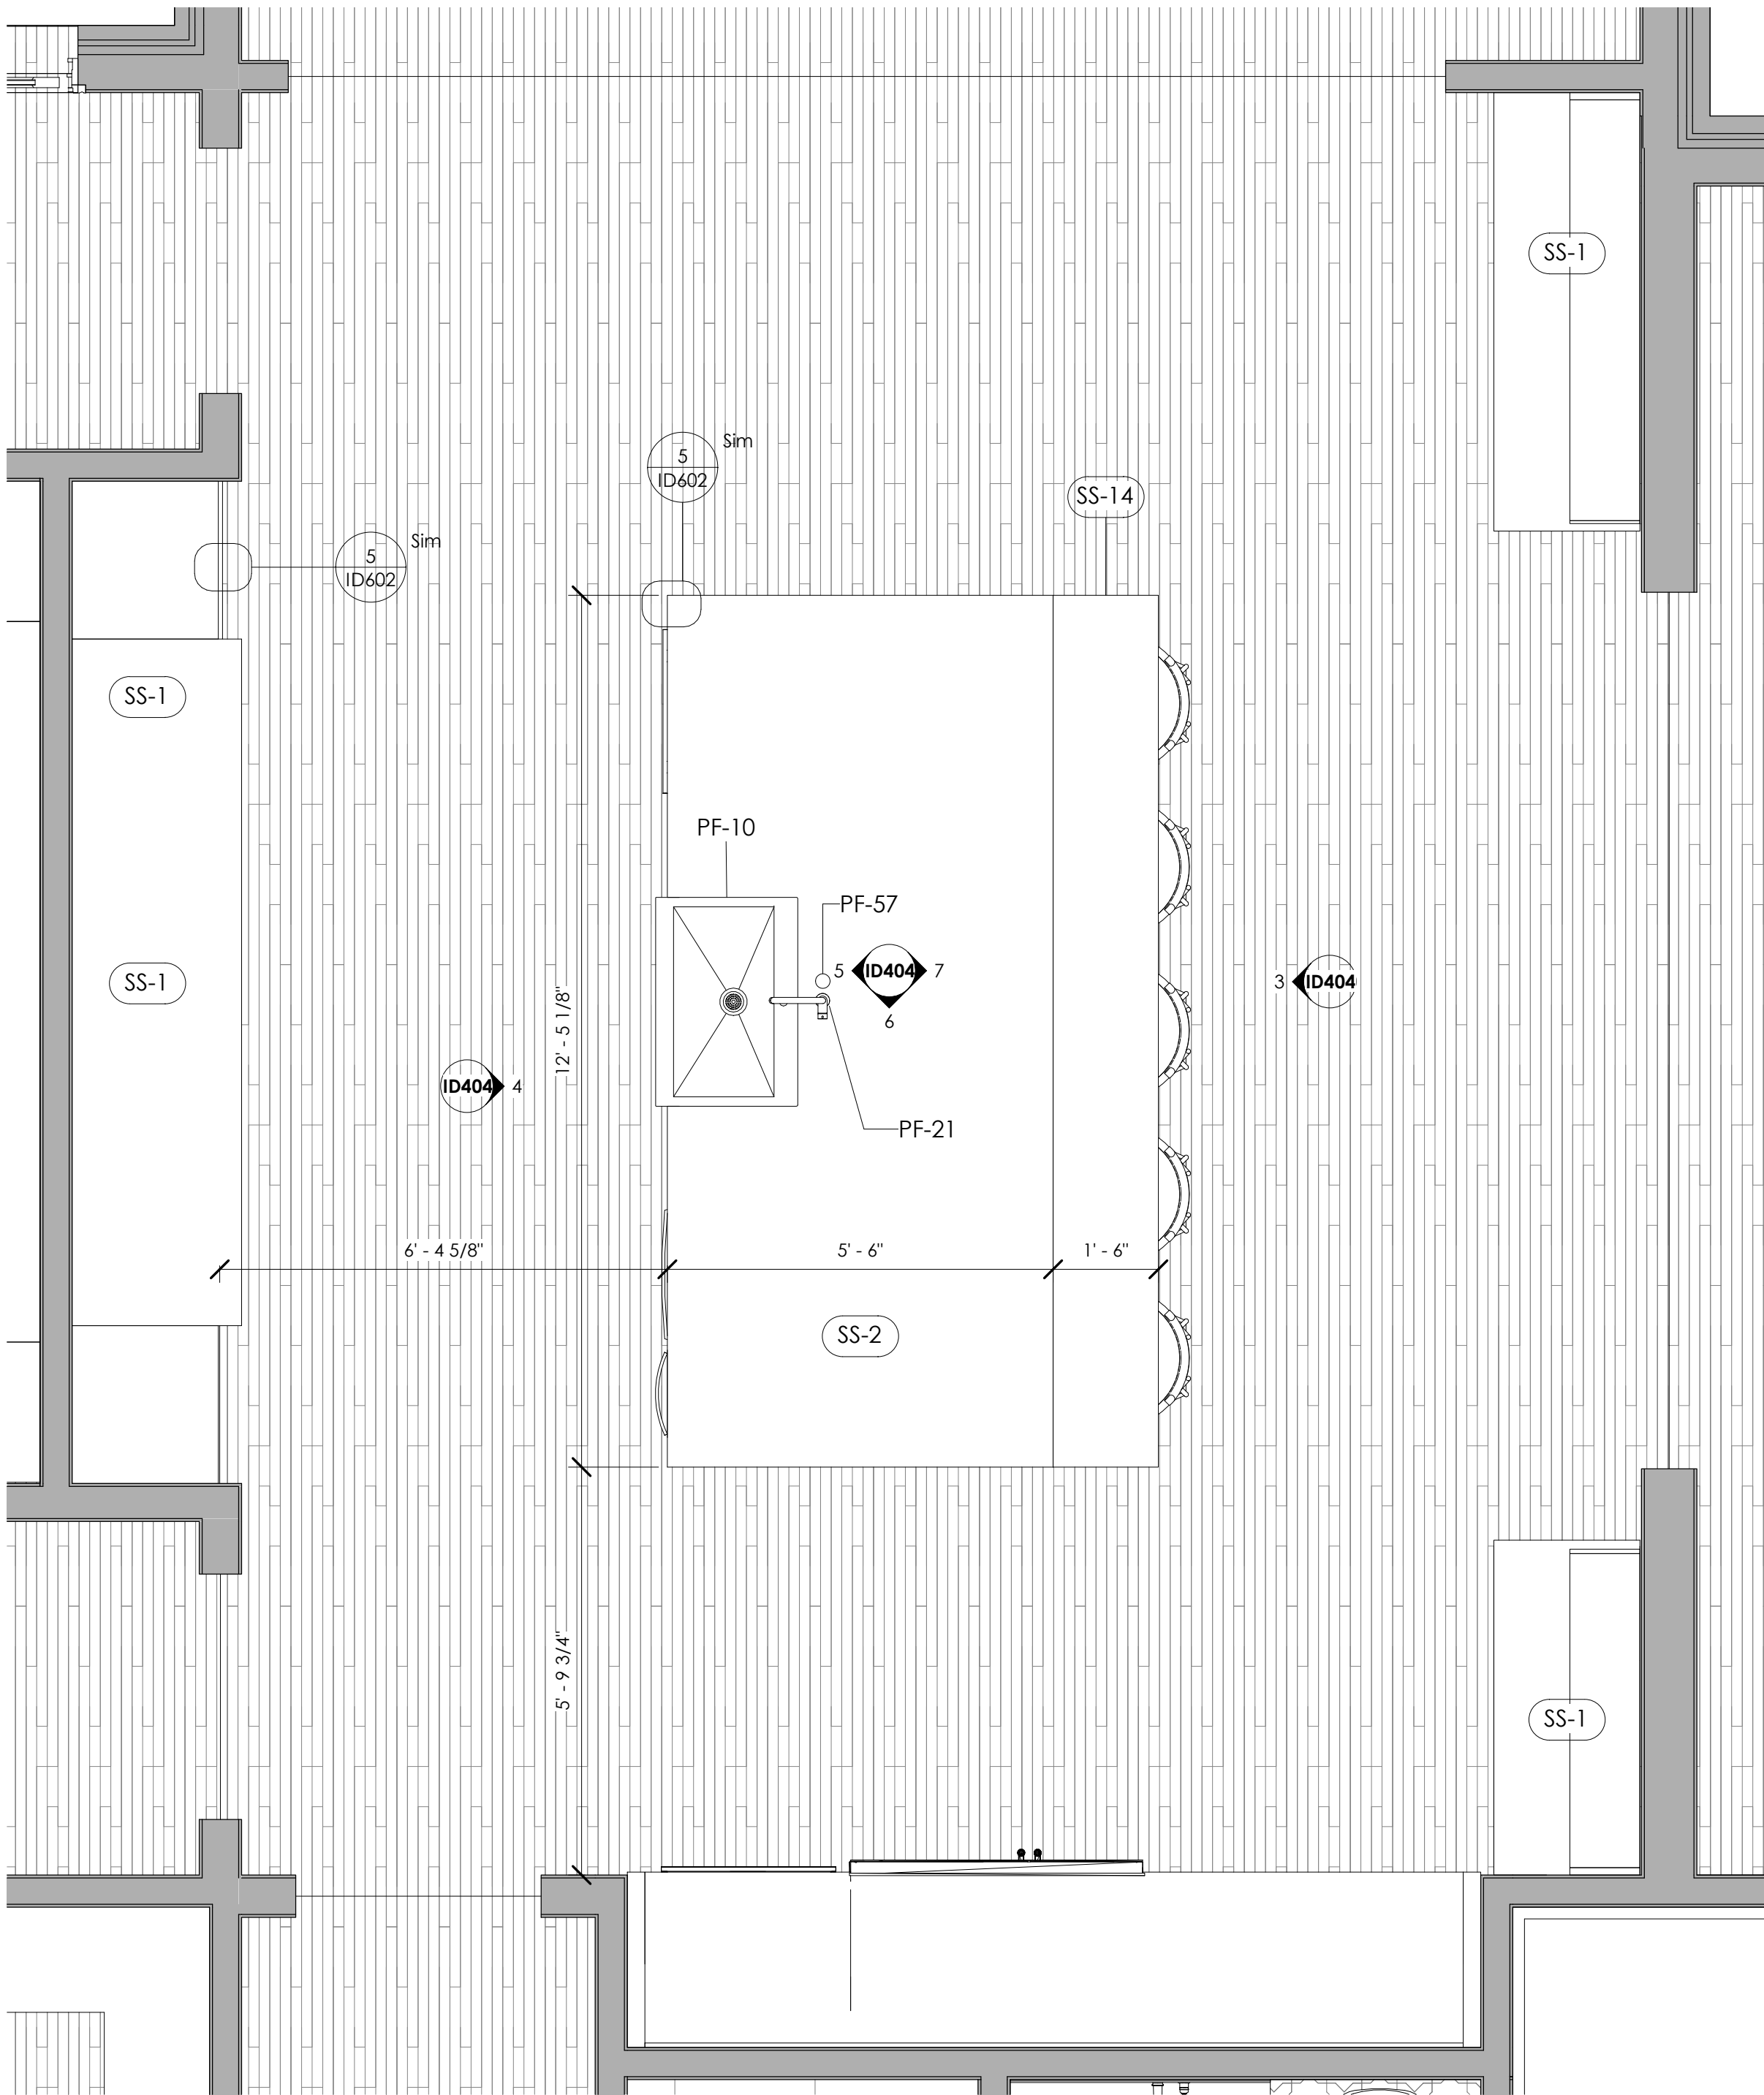 SS-1
Sim
5
ID602
SS-14
Sim
5
ID602
SS-1
PF-10
PF-57
5
ID404
7
6
3
ID404
SS-1
12' - 5 1/8"
ID404
4
PF-21
6' - 4 5/8"
5' - 6"
1' - 6"
SS-2
5' - 9 3/4"
SS-1